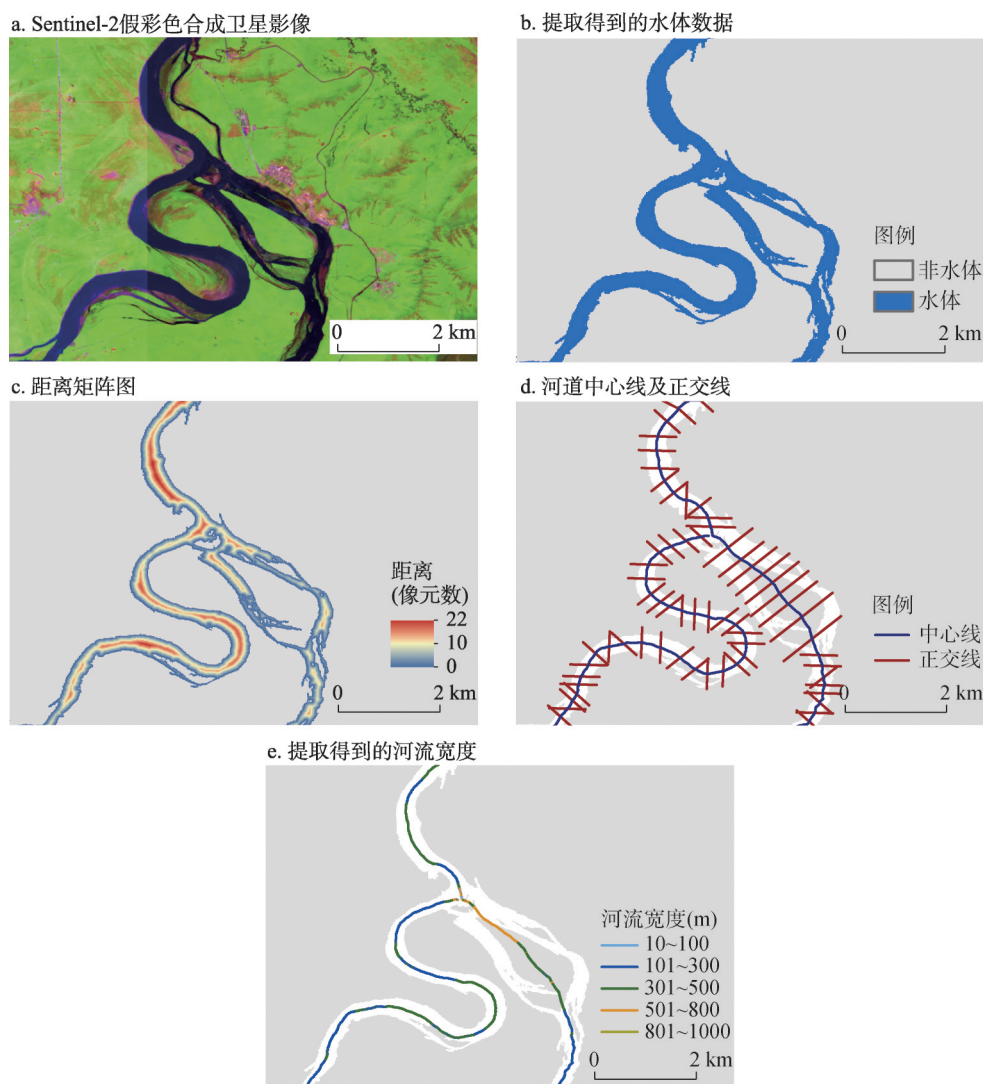 a. Sentinel-2假彩色合成卫星影像
0 2 km
b. 提取得到的水体数据
图例
非水体
水体
0 2 km
c. 距离矩阵图
距离
(像元数)
22
10
0
0 2 km
d. 河道中心线及正交线
图例
中心线
正交线
0 2 km
e. 提取得到的河流宽度
河流宽度(m)
10~100
101~300
301~500
501~800
801~1000
0 2 km